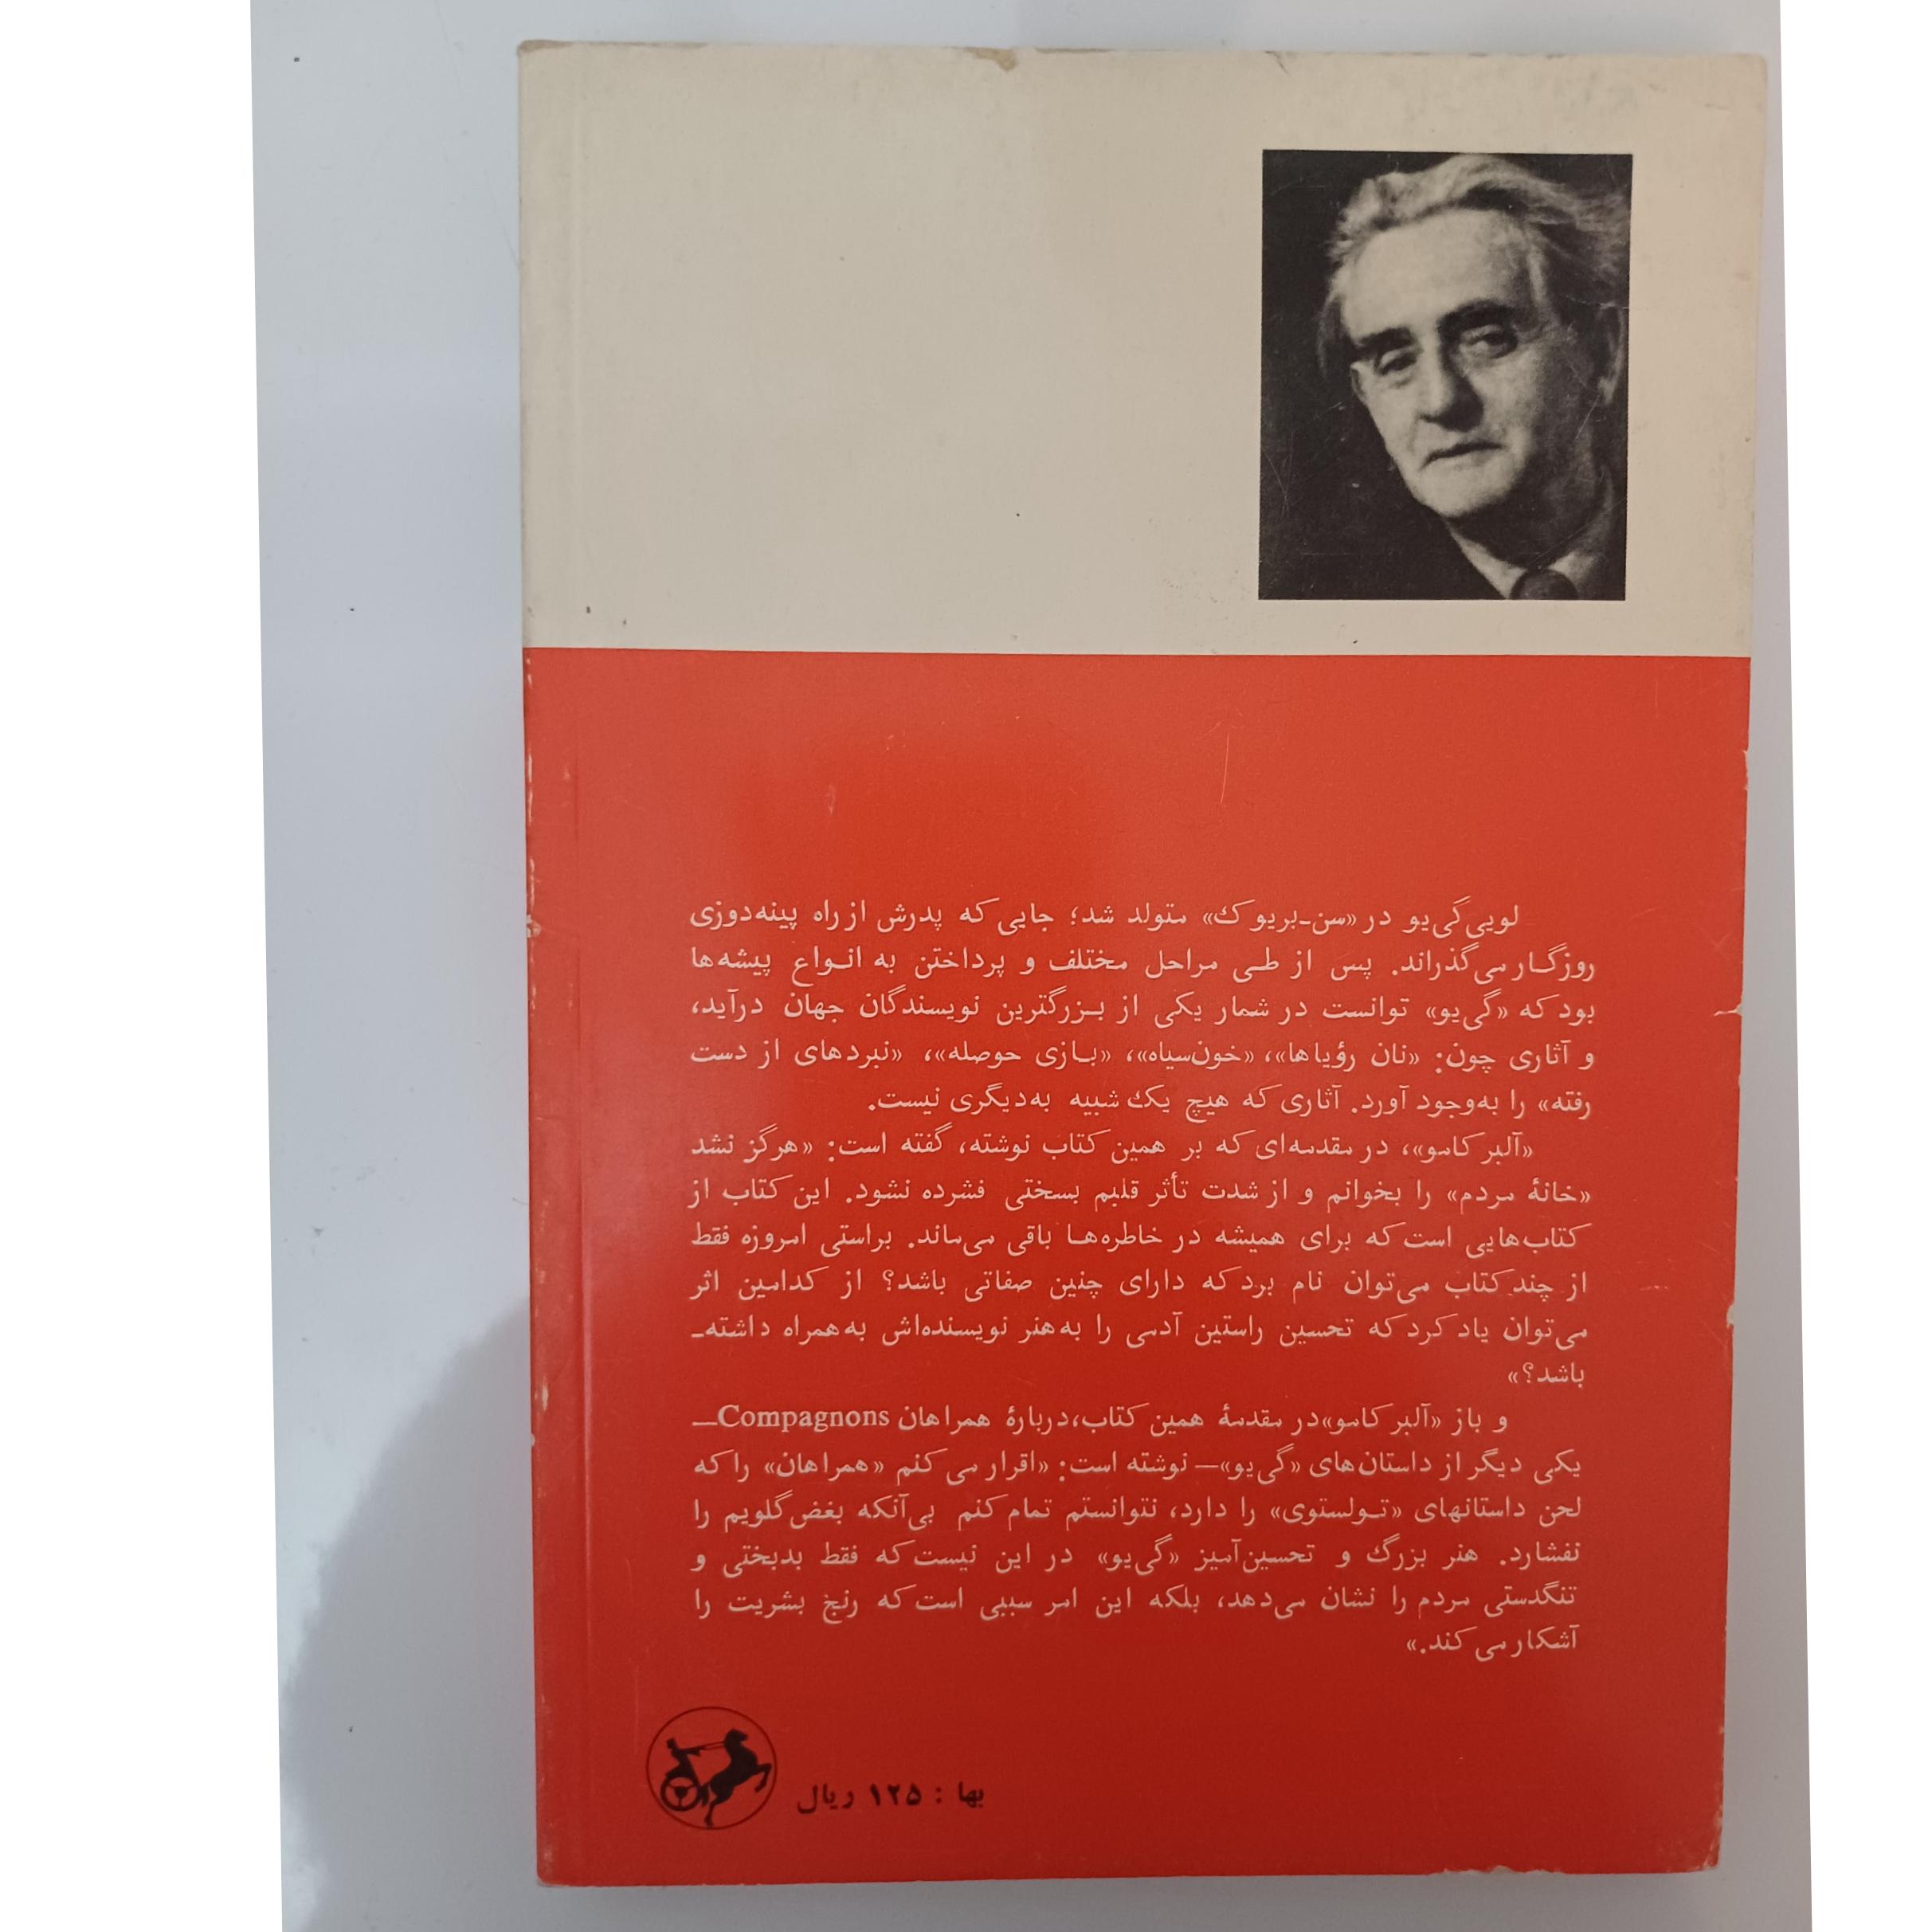 لویی‌گی‌یو در «سن‌ـ‌بریوک» متولد شد؛ جایی‌که پدرش از راه پینه‌دوزی
روزگار می‌گذراند. پس از طی مراحل مختلف و پرداختن به انواع پیشه‌ها
بود که «گی‌یو» توانست در شمار یکی از بزرگترین نویسندگان جهان درآید،
و آثاری چون: «نان رؤیاها»، «خون‌سیاه»، «بازی حوصله»، «نبردهای از دست
رفته» را به‌وجود آورد. آثاری که هیچ یک شبیه به‌دیگری نیست.
«آلبر کامو»، در مقدمه‌ای که بر همین کتاب نوشته، گفته است: «هرگز نشد
«خانهٔ مردم» را بخوانم و از شدت تأثر قلبم بسختی فشرده نشود. این کتاب از
کتاب‌هایی است که برای همیشه در خاطره‌ها باقی می‌ماند. براستی امروزه فقط
از چند کتاب می‌توان نام برد که دارای چنین صفاتی باشد؟ از کدامین اثر
می‌توان یاد کرد که تحسین راستین آدمی را به‌هنر نویسنده‌اش به‌همراه داشته‌ـ
باشد؟»
و باز «آلبر کامو»در مقدمهٔ همین کتاب،دربارهٔ همراهان Compagnons—
یکی دیگر از داستان‌های «گی‌یو»— نوشته است: «اقرار می‌کنم «همراهان» را که
لحن داستانهای «تولستوی» را دارد، نتوانستم تمام کنم بی‌آنکه بغض گلویم را
نفشارد. هنر بزرگ و تحسین‌آمیز «گی‌یو» در این نیست که فقط بدبختی و
تنگدستی مردم را نشان می‌دهد، بلکه این امر سببی است که رنج بشریت را
آشکار می‌کند.»
بها : ۱۲۵ ریال